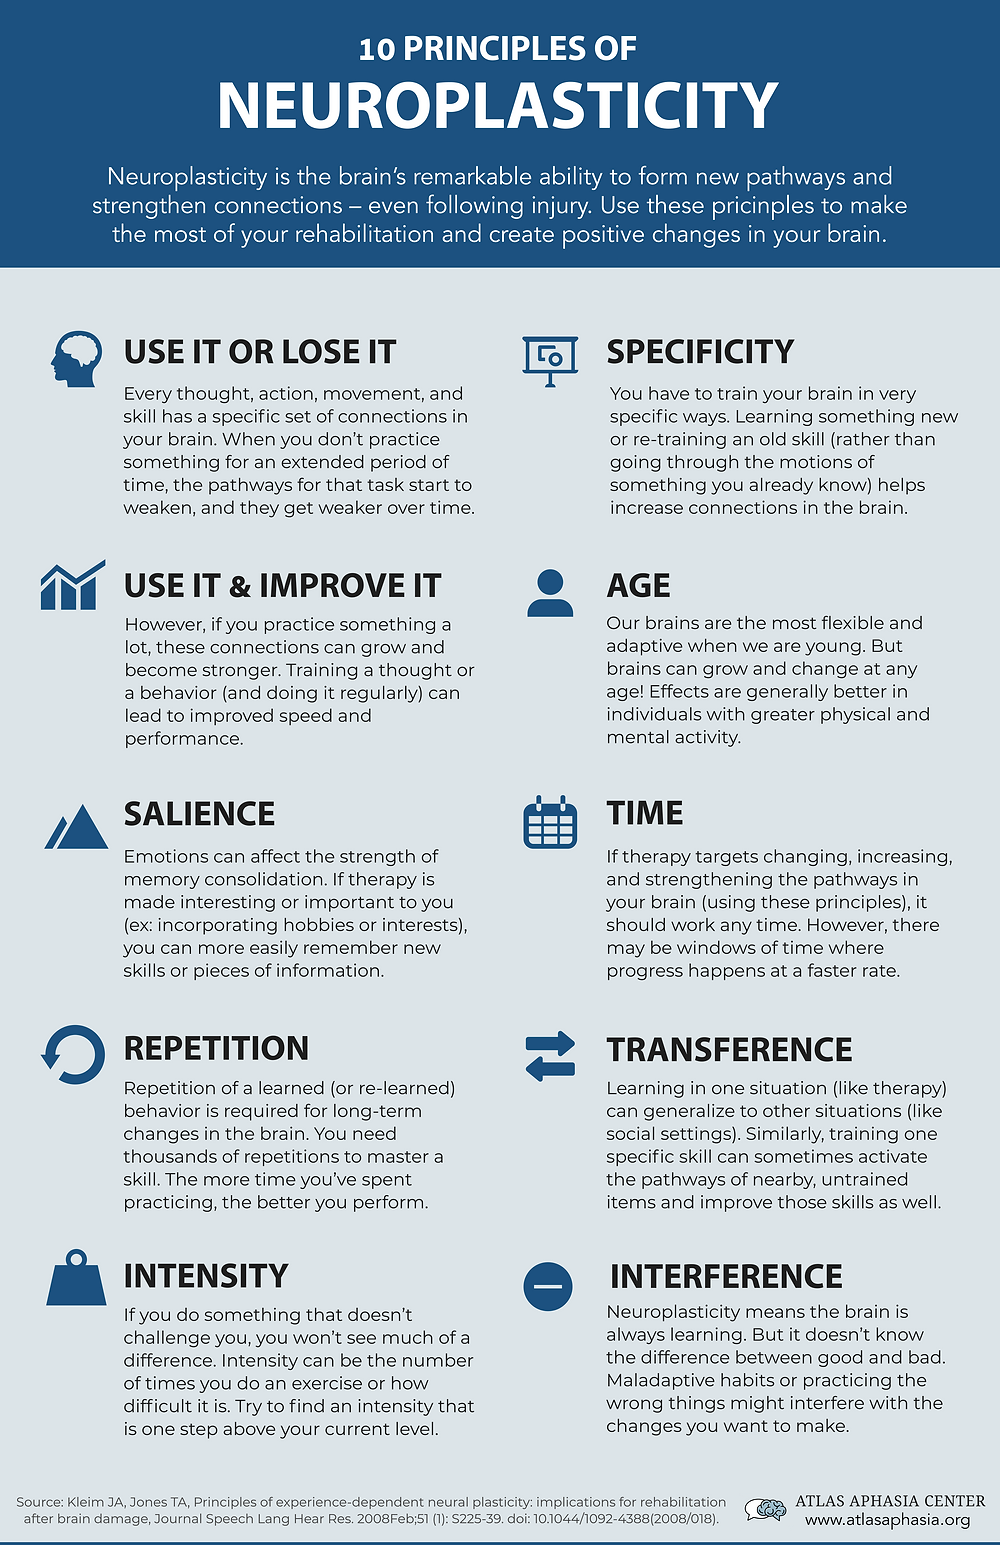 10 PRINCIPLES OF
NEUROPLASTICITY
Neuroplasticity is the brain's remarkable ability to form new pathways and
strengthen connections – even following injury. Use these pricinples to make
the most of your rehabilitation and create positive changes in your brain.
USE IT OR LOSE IT
Every thought, action, movement, and
skill has a specific set of connections in
your brain. When you don't practice
something for an extended period of
time, the pathways for that task start to
weaken, and they get weaker over time.
SPECIFICITY
You have to train your brain in very
specific ways. Learning something new
or re-training an old skill (rather than
going through the motions of
something you already know) helps
increase connections in the brain.
USE IT & IMPROVE IT
However, if you practice something a
lot, these connections can grow and
become stronger. Training a thought or
a behavior (and doing it regularly) can
lead to improved speed and
performance.
AGE
Our brains are the most flexible and
adaptive when we are young. But
brains can grow and change at any
age! Effects are generally better in
individuals with greater physical and
mental activity.
SALIENCE
Emotions can affect the strength of
memory consolidation. If therapy is
made interesting or important to you
(ex: incorporating hobbies or interests),
you can more easily remember new
skills or pieces of information.
TIME
If therapy targets changing, increasing,
and strengthening the pathways in
your brain (using these principles), it
should work any time. However, there
may be windows of time where
progress happens at a faster rate.
REPETITION
Repetition of a learned (or re-learned)
behavior is required for long-term
changes in the brain. You need
thousands of repetitions to master a
skill. The more time you've spent
practicing, the better you perform.
TRANSFERENCE
Learning in one situation (like therapy)
can generalize to other situations (like
social settings). Similarly, training one
specific skill can sometimes activate
the pathways of nearby, untrained
items and improve those skills as well.
INTENSITY
If you do something that doesn't
challenge you, you won't see much of a
difference. Intensity can be the number
of times you do an exercise or how
difficult it is. Try to find an intensity that
is one step above your current level.
INTERFERENCE
Neuroplasticity means the brain is
always learning. But it doesn't know
the difference between good and bad.
Maladaptive habits or practicing the
wrong things might interfere with the
changes you want to make.
Source: Kleim JA, Jones TA, Principles of experience-dependent neural plasticity: implications for rehabilitation
after brain damage, Journal Speech Lang Hear Res. 2008Feb;51 (1): S225-39. doi: 10.1044/1092-4388(2008/018).
ATLAS APHASIA CENTER
www.atlasaphasia.org